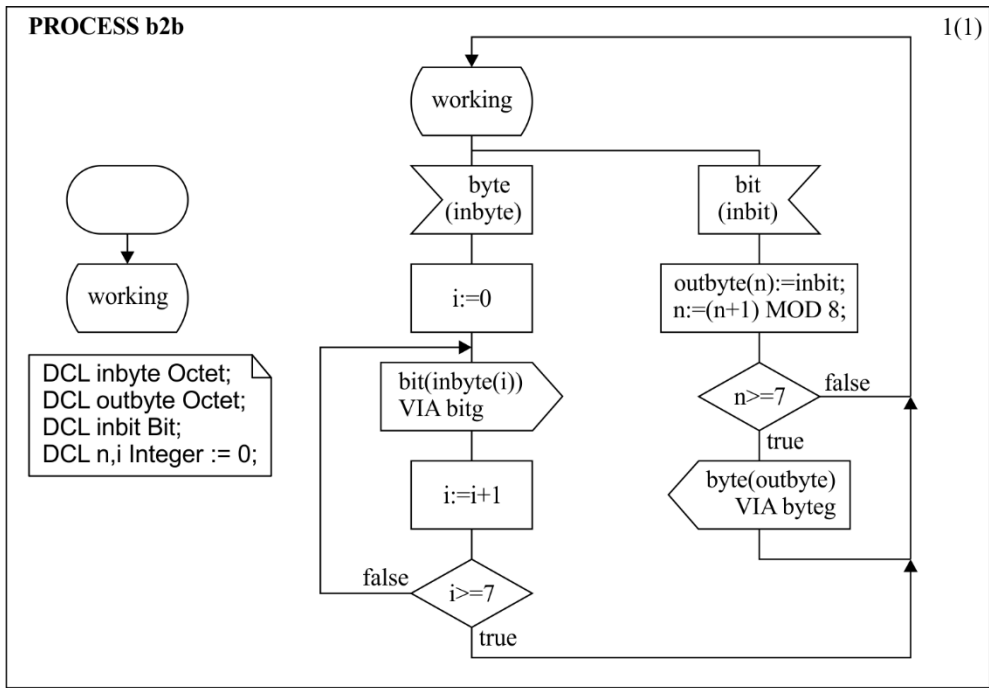 PROCESS b2b
1(1)
working
DCL inbyte Octet;
DCL outbyte Octet;
DCL inbit Bit;
DCL n,i Integer := 0;
working
byte
(inbyte)
i:=0
bit(inbyte(i))
VIA bitg
i:=i+1
i>=7
false
true
bit
(inbit)
outbyte(n):=inbit;
n:=(n+1) MOD 8;
n>=7
false
true
byte(outbyte)
VIA byteg